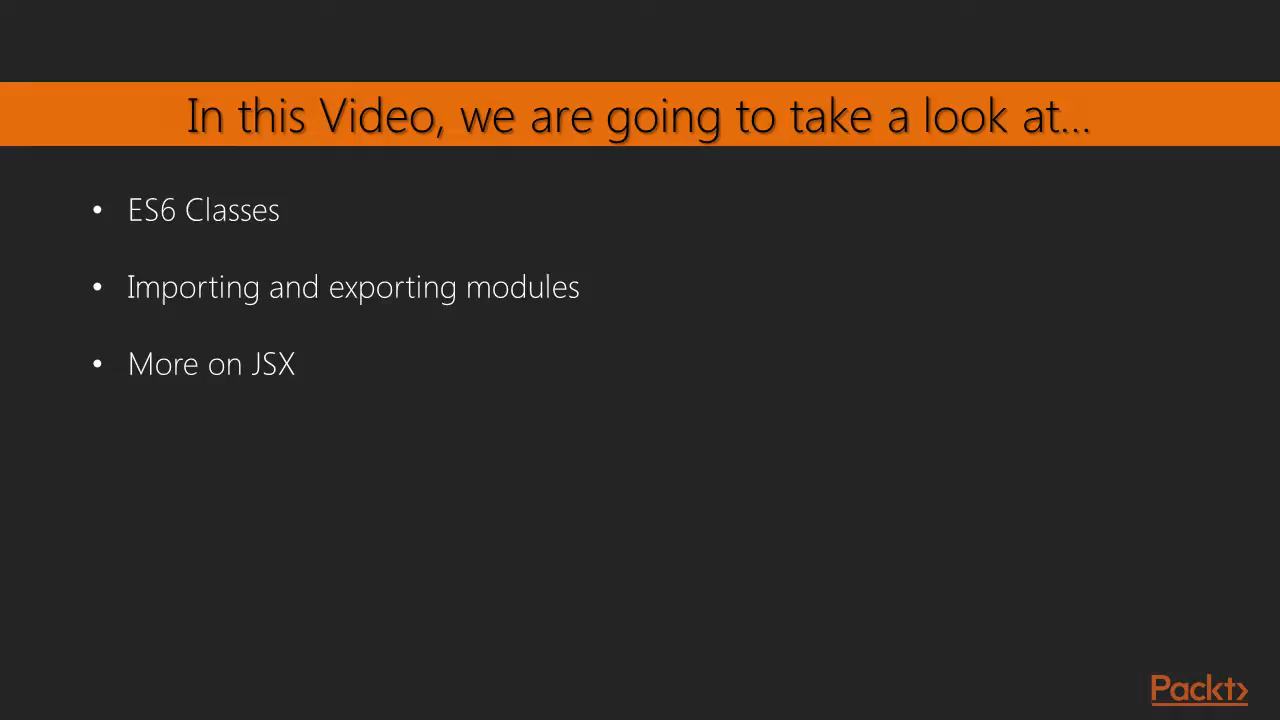 In this Video, we are going to take a look at...
• ES6 Classes
• Importing and exporting modules
• More on JSX
Packt>